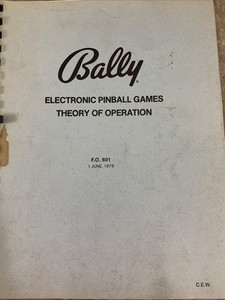 Bally
ELECTRONIC PINBALL GAMES
THEORY OF OPERATION
F.O. 601
1 JUNE, 1979
C.E.W.